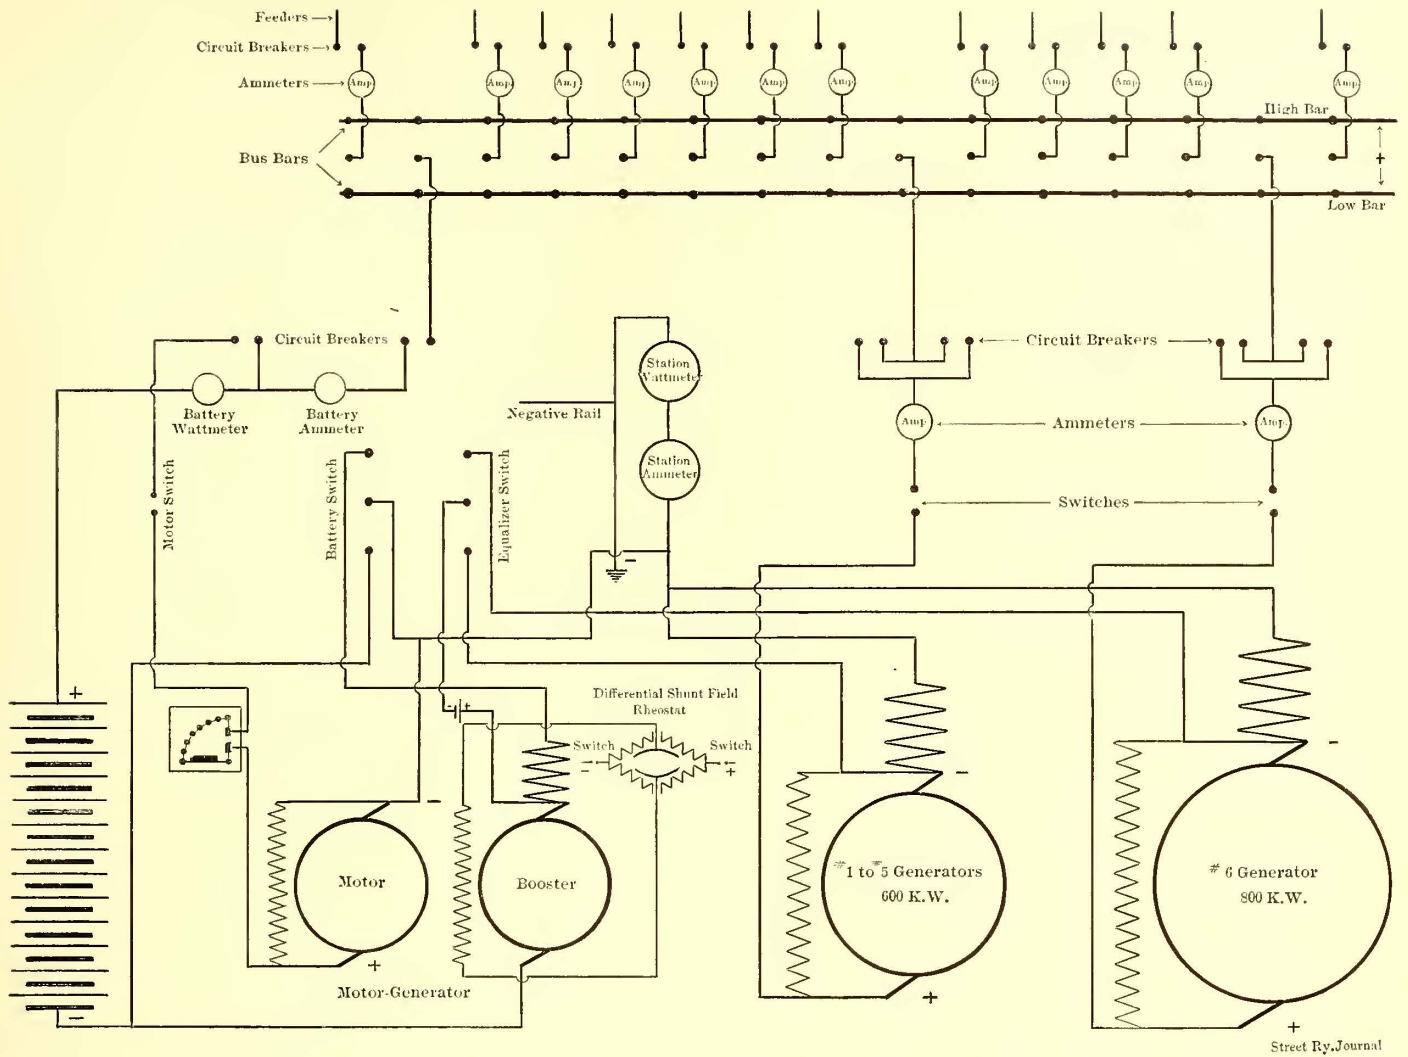 Feeders
Circuit Breakers
Ammeters
Amp.
Amp.
Amp.
Amp.
Amp.
Amp.
Amp.
Amp.
Amp.
Amp.
Amp.
Amp.
High Bar
Bus Bars
+
Low Bar
Circuit Breakers
Circuit Breakers
Station
Wattmeter
Battery
Wattmeter
Battery
Ammeter
Negative Rail
Amp.
Ammeters
Amp.
Motor Switch
Battery Switch
Equalizer Switch
Station
Ammeter
Switches
−
+
Differential Shunt Field
Rheostat
- +
Switch
−
Switch
+
−
−
−
Motor
Booster
#1 to #5 Generators
600 K.W.
# 6 Generator
800 K.W.
+
Motor-Generator
+
−
+
Street Ry. Journal